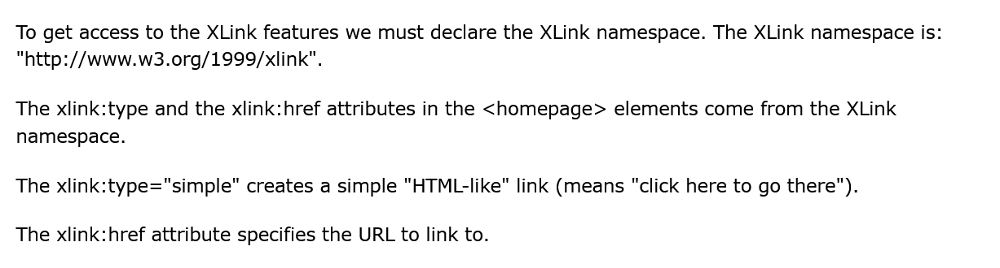 To get access to the XLink features we must declare the XLink namespace. The XLink namespace is:
"http://www.w3.org/1999/xlink".
The xlink:type and the xlink:href attributes in the <homepage> elements come from the XLink
namespace.
The xlink:type="simple" creates a simple "HTML-like" link (means "click here to go there").
The xlink:href attribute specifies the URL to link to.